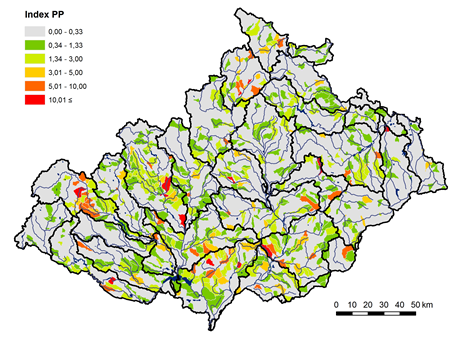 Index PP
0,00 - 0,33
0,34 - 1,33
1,34 - 3,00
3,01 - 5,00
5,01 - 10,00
10,01 ≤
0 10 20 30 40 50 km